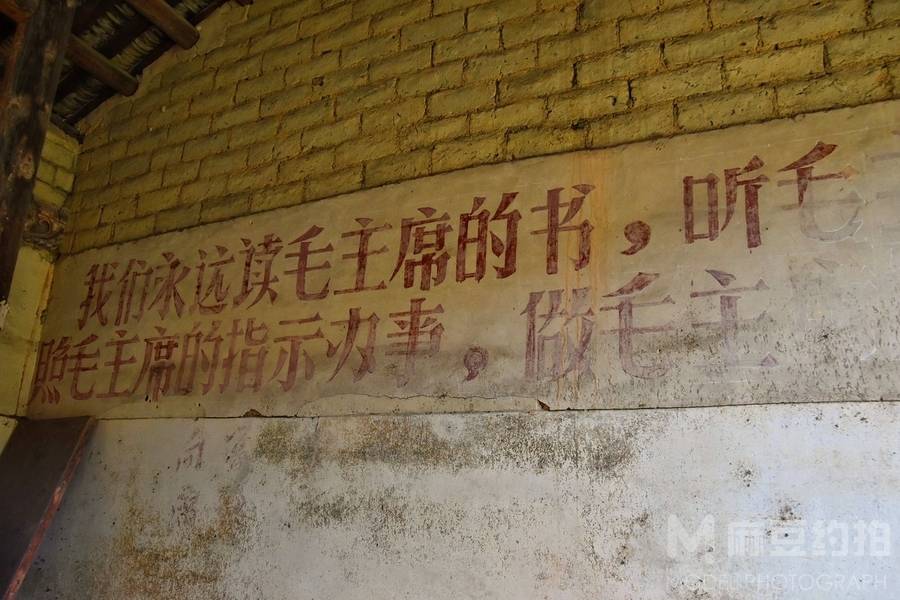 我们永远读毛主席的书，听毛
照毛主席的指示办事，做毛主
M 麻豆约拍
MODELPHOTOGRAPH